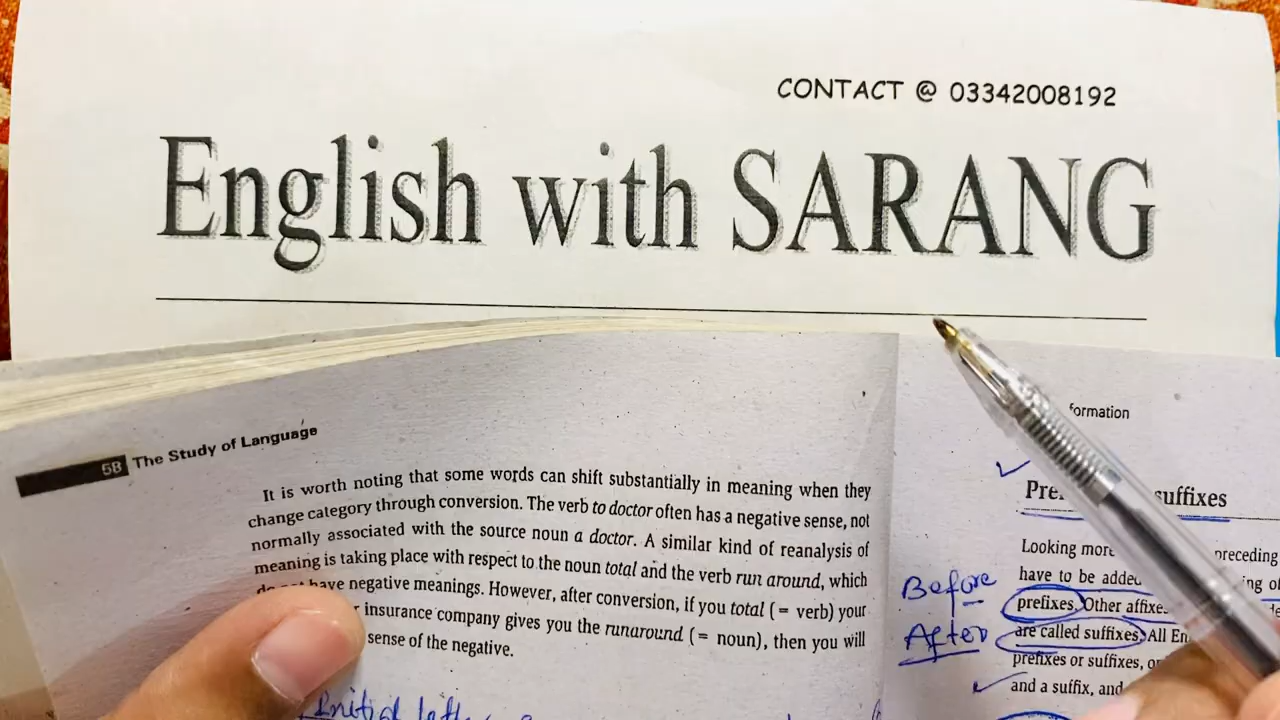 CONTACT @ 03342008192
English with SARANG
58 The Study of Language
It is worth noting that some words can shift substantially in meaning when they
change category through conversion. The verb to doctor often has a negative sense, not
normally associated with the source noun a doctor. A similar kind of reanalysis of
meaning is taking place with respect to the noun total and the verb run around, which
have negative meanings. However, after conversion, if you total (= verb) your
insurance company gives you the runaround (= noun), then you will
sense of the negative.
Initial
formation
suffixes
Looking more preceding
have to be added
Before
prefixes. Other affixes
After
are called suffixes. All
prefixes or suffixes,
and a suffix, and